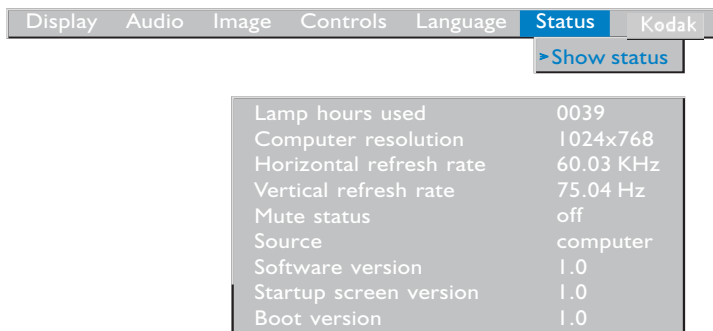 Display Audio Image Controls Language Status Kodak
➤Show status
Lamp hours used 0039
Computer resolution 1024x768
Horizontal refresh rate 60.03 KHz
Vertical refresh rate 75.04 Hz
Mute status off
Source computer
Software version 1.0
Startup screen version 1.0
Boot version 1.0